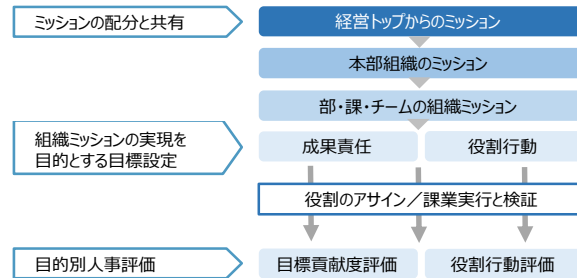 ミッションの配分と共有
経営トップからのミッション
本部組織のミッション
部・課・チームの組織ミッション
組織ミッションの実現を
目的とする目標設定
成果責任
役割行動
役割のアサイン／課業実行と検証
目的別人事評価
目標貢献度評価
役割行動評価